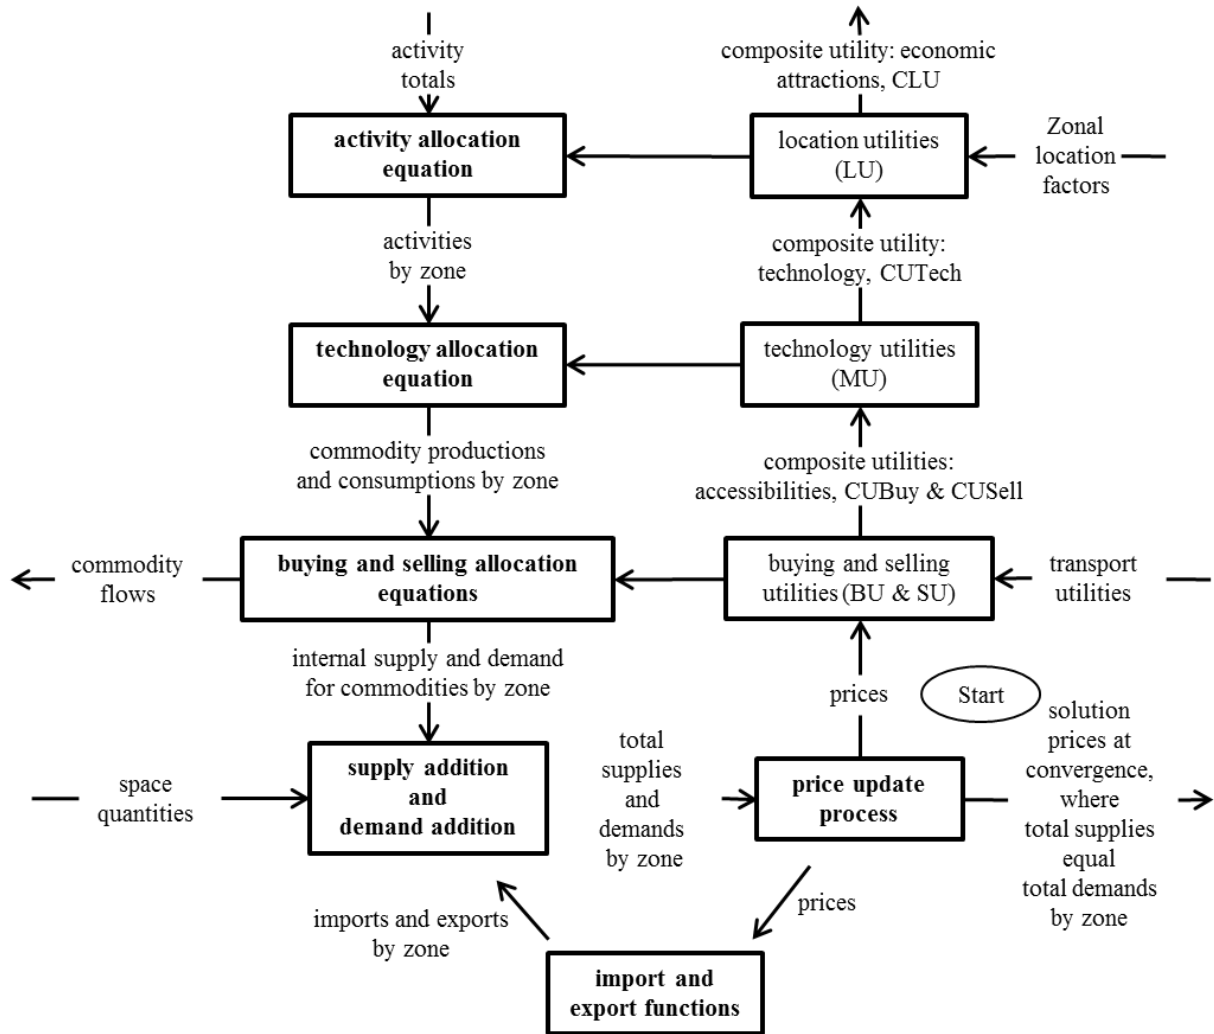 activity
totals
composite utility: economic
attractions, CLU
activity allocation
equation
location utilities
(LU)
Zonal
location
factors
activities
by zone
composite utility:
technology, CUTech
technology allocation
equation
technology utilities
(MU)
commodity productions
and consumptions by zone
composite utilities:
accessibilities, CUBuy & CUSell
commodity
flows
buying and selling allocation
equations
buying and selling
utilities (BU & SU)
transport
utilities
internal supply and demand
for commodities by zone
prices
Start
space
quantities
supply addition
and
demand addition
total
supplies
and
demands
by zone
price update
process
solution
prices at
convergence,
where
total supplies
equal
total demands
by zone
imports and exports
by zone
prices
import and
export functions